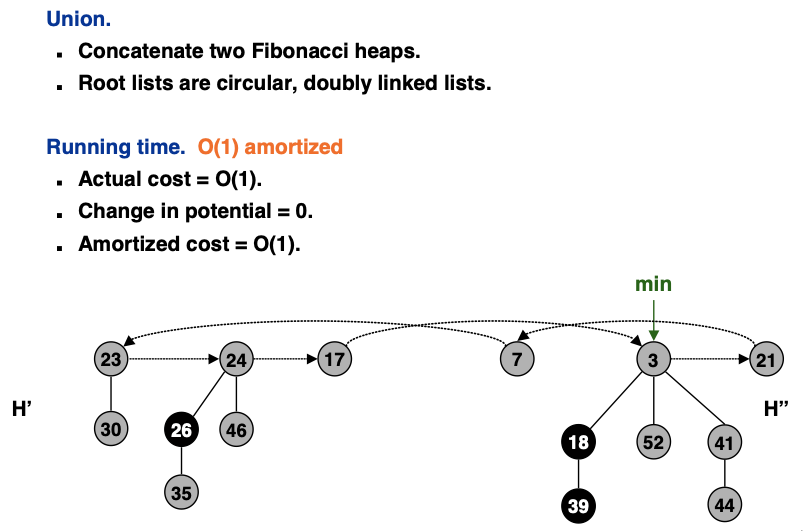 Union.
▪ Concatenate two Fibonacci heaps.
▪ Root lists are circular, doubly linked lists.
Running time. O(1) amortized
▪ Actual cost = O(1).
▪ Change in potential = 0.
▪ Amortized cost = O(1).
min
23 24 17 7 3 21
H’ H”
30 26 46 18 52 41
35 39 44